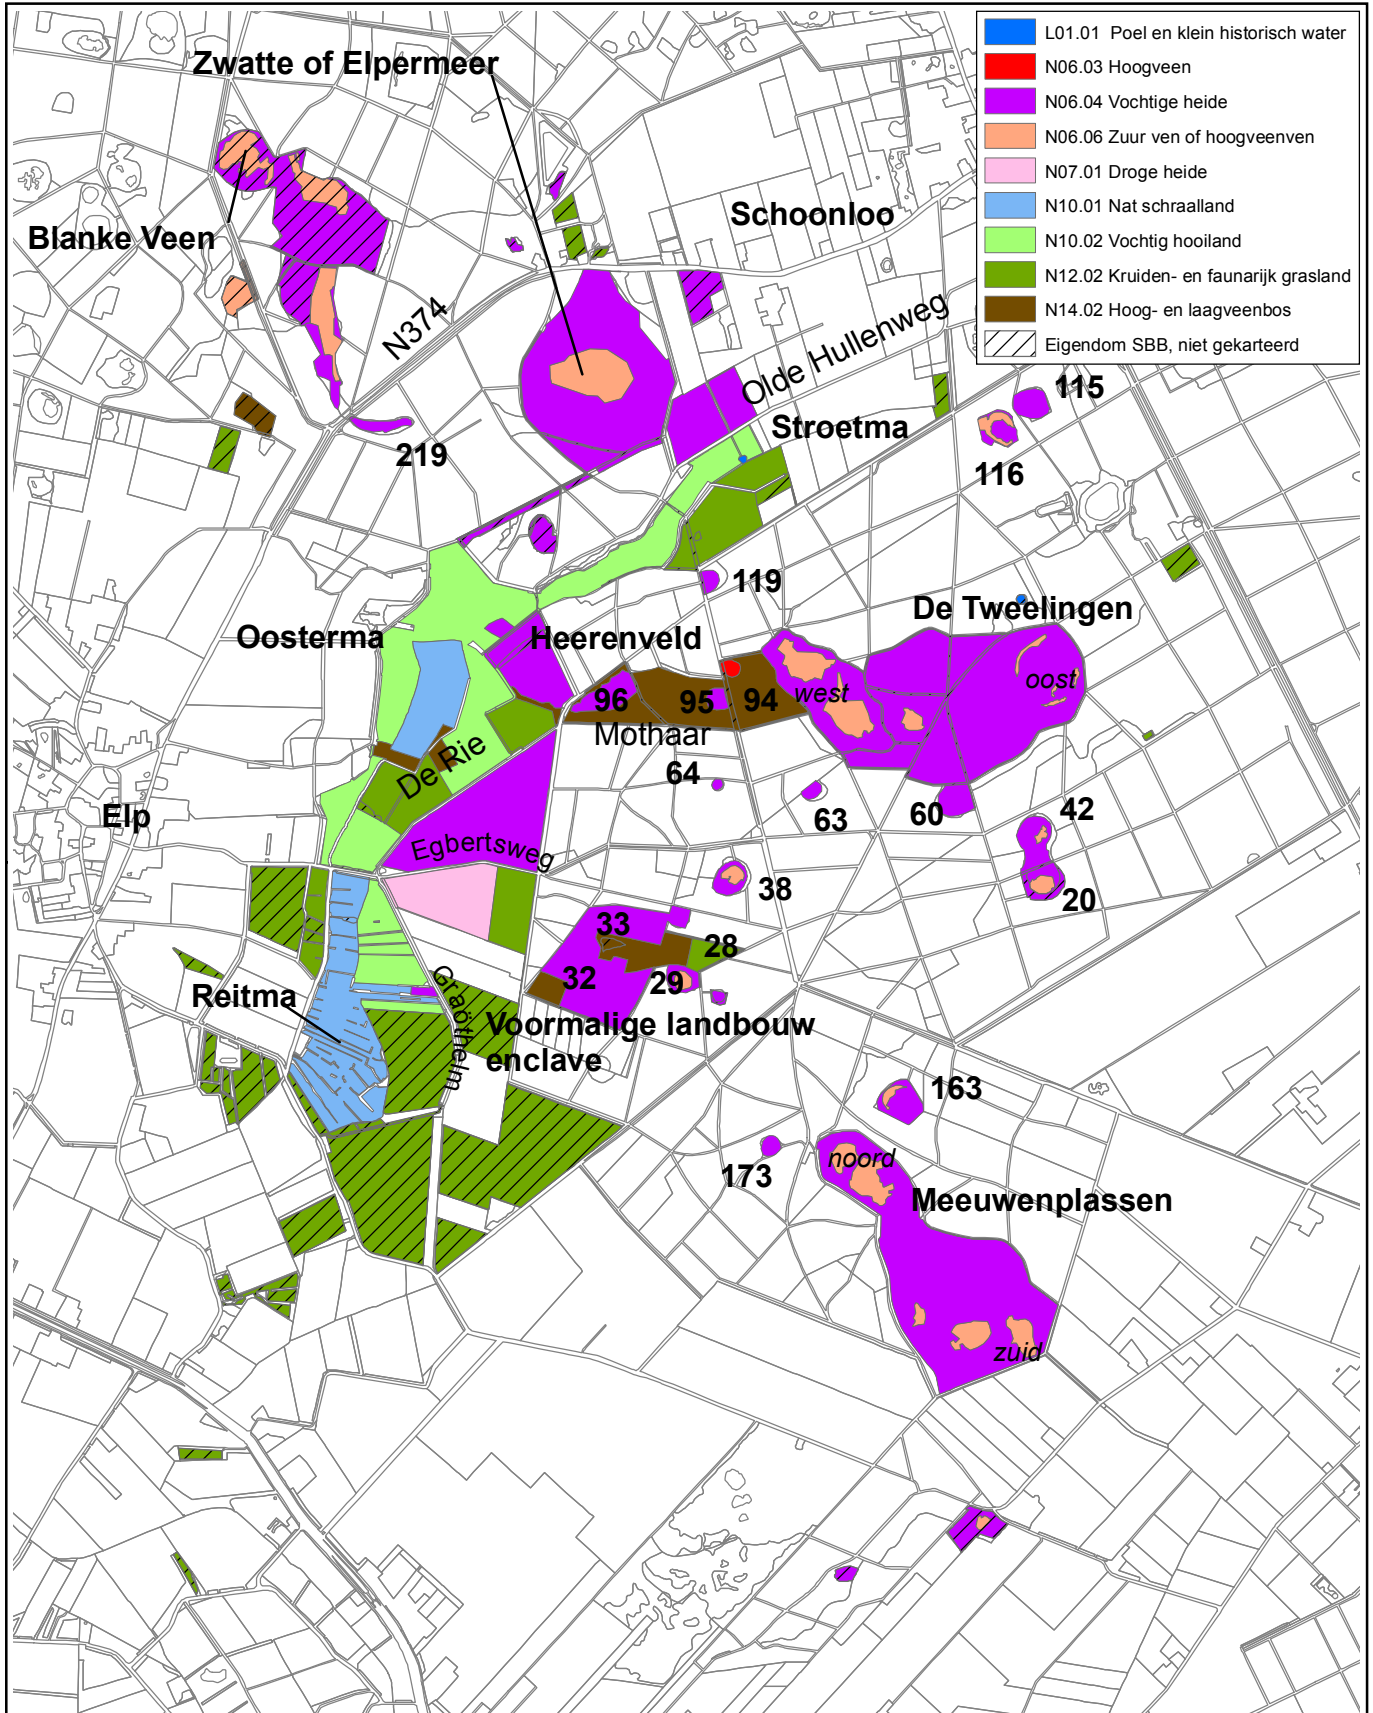 L01.01 Poel en klein historisch water
N06.03 Hoogveen
N06.04 Vochtige heide
N06.06 Zuur ven of hoogveenven
N07.01 Droge heide
N10.01 Nat schraalland
N10.02 Vochtig hooiland
N12.02 Kruiden- en faunarijk grasland
N14.02 Hoog- en laagveenbos
Eigendom SBB, niet gekarteerd
Zwatte of Elpermeer
Schoonloo
Blanke Veen
N374
Olde Hullenweg
115
Stroetma
219
116
119
De Tweelingen
Oosterma
Heerenveld
oost
west
96
95
94
Mothaar
De Rie
64
Elp
63
60
42
Egbertsweg
38
20
33
28
32
29
Reitma
Graöthelm
Voormalige landbouw
enclave
163
noord
173
Meeuwenplassen
zuid